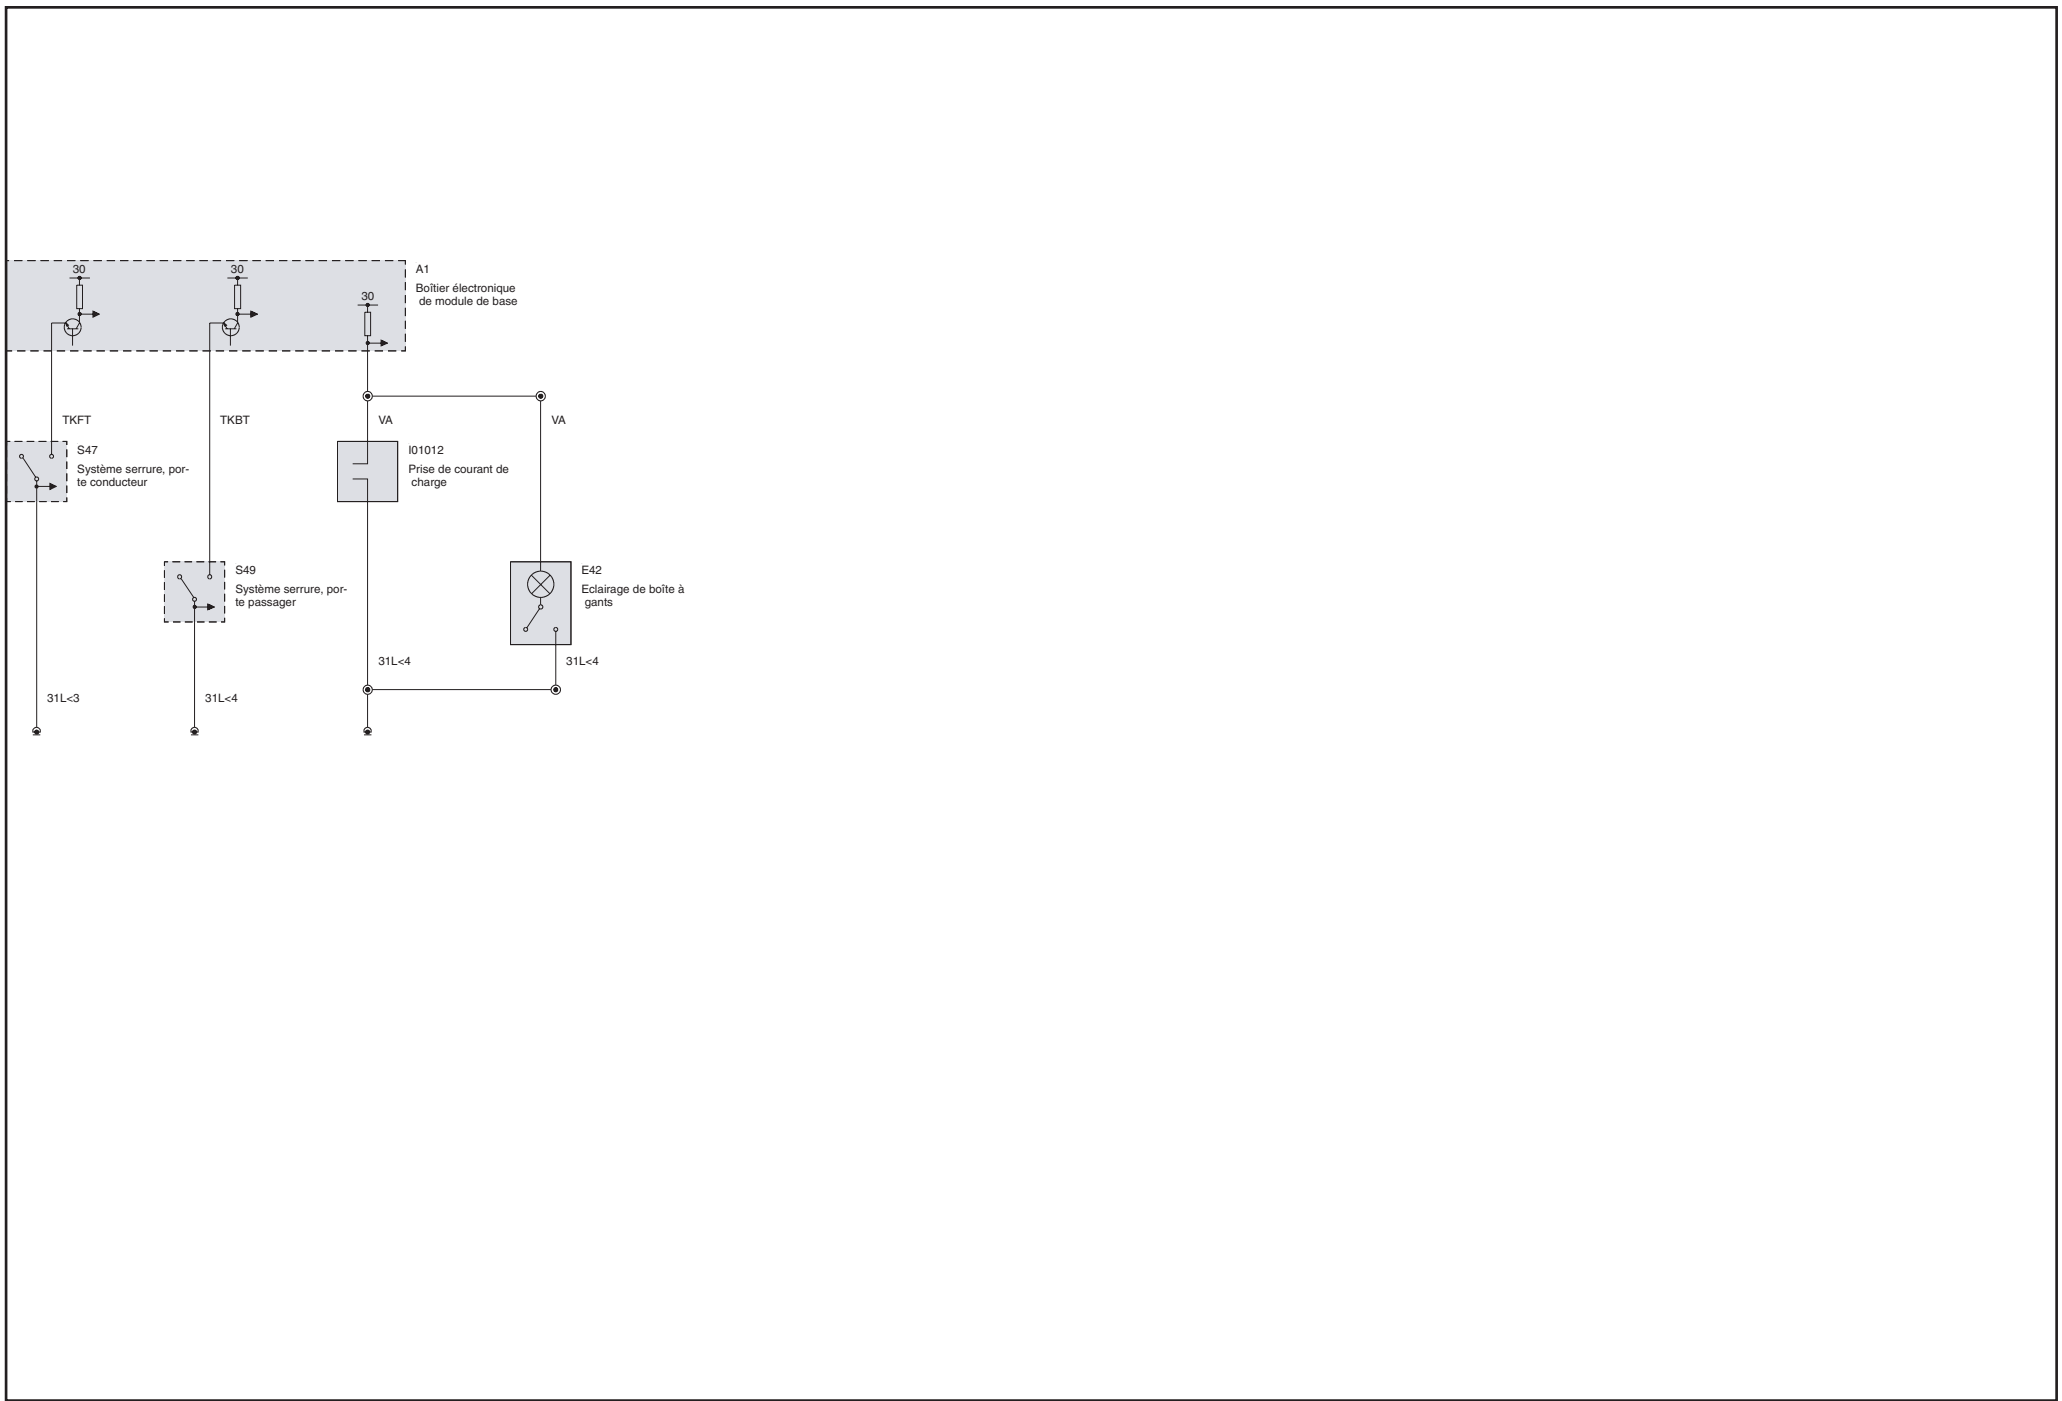 30
30
30
A1
Boîtier électronique
de module de base
TKFT
TKBT
VA
VA
S47
Système serrure, por-
te conducteur
I01012
Prise de courant de
charge
S49
Système serrure, por-
te passager
E42
Eclairage de boîte à
gants
31L<4
31L<4
31L<3
31L<4